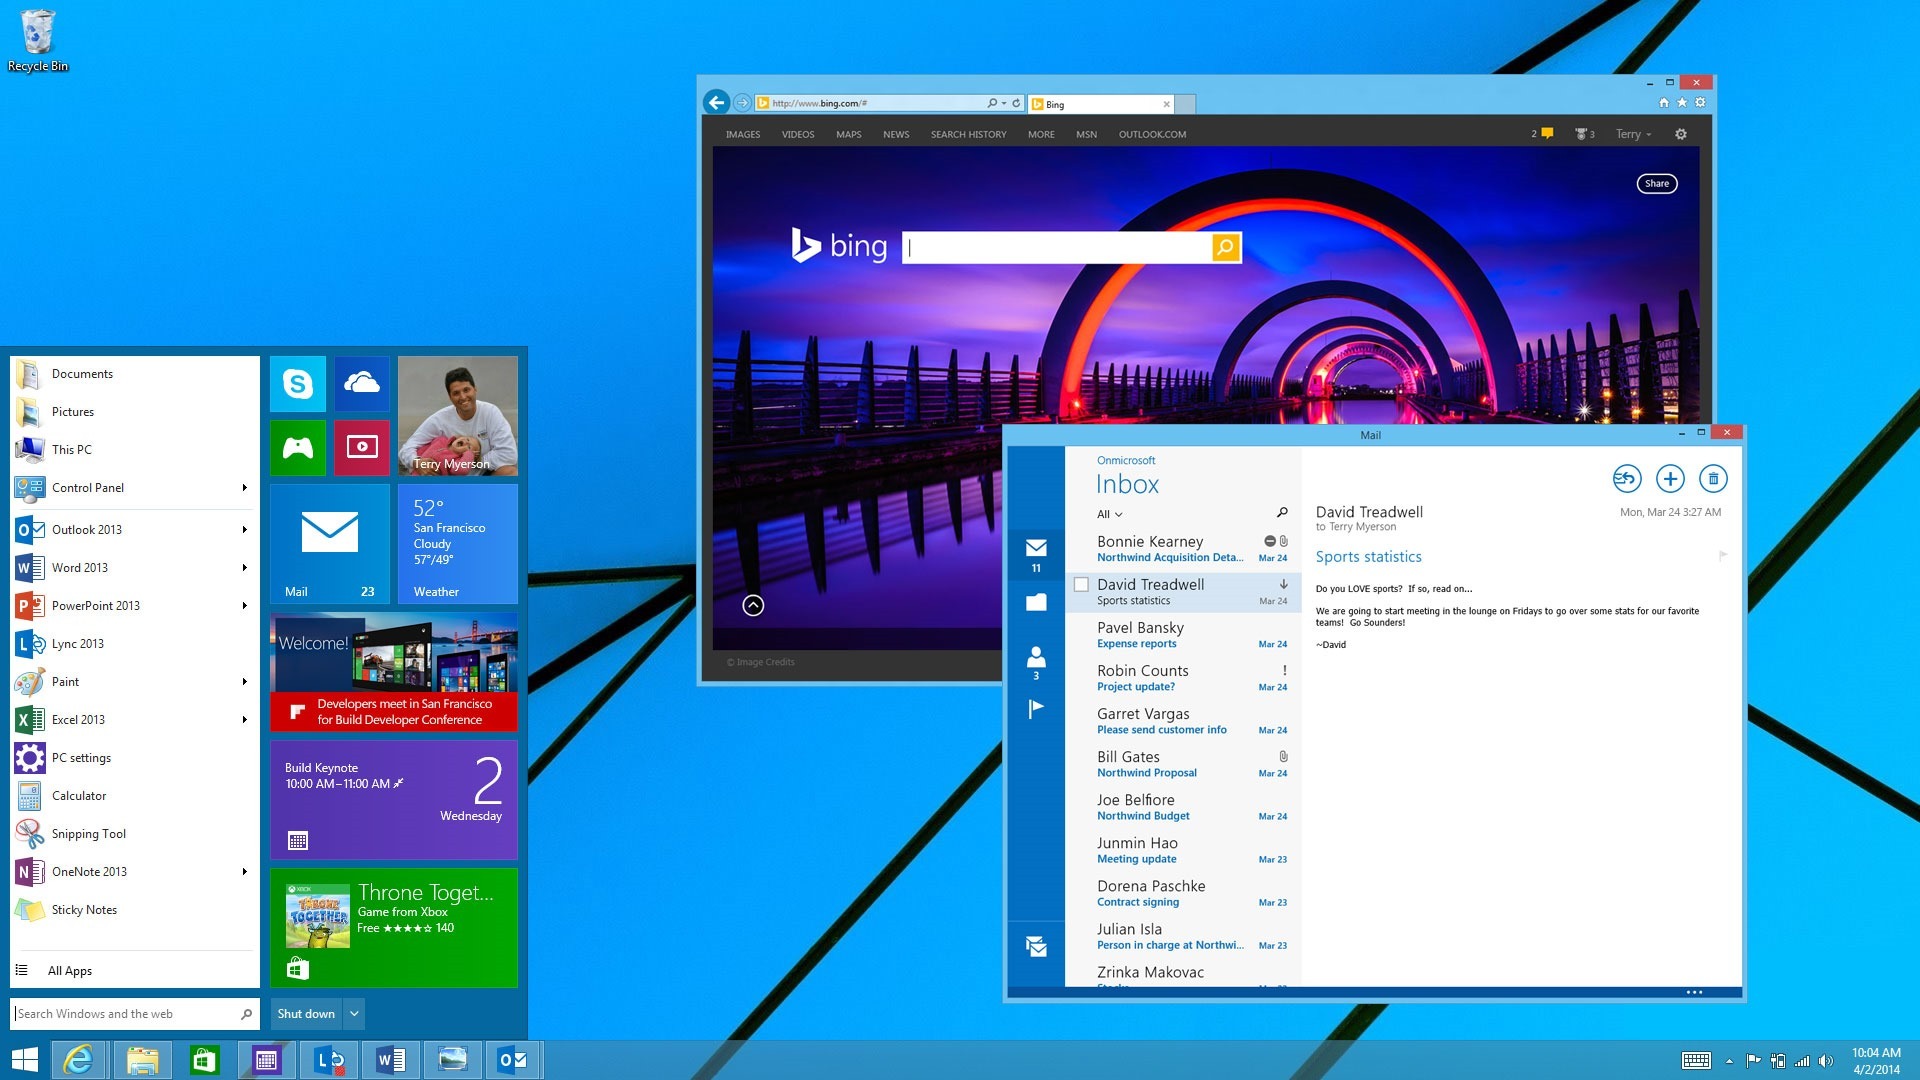 Recycle Bin
http://www.bing.com/#
Bing
IMAGES VIDEOS MAPS NEWS SEARCH HISTORY MORE MSN OUTLOOK.COM
2 3 Terry
Share
bing
© Image Credits
Mail
Onmicrosoft
Inbox
All
11
3
Bonnie Kearney
Northwind Acquisition Deta... Mar 24
David Treadwell
Sports statistics Mar 24
Pavel Bansky
Expense reports Mar 24
Robin Counts !
Project update? Mar 24
Garret Vargas
Please send customer info Mar 24
Bill Gates
Northwind Proposal Mar 24
Joe Belfiore
Northwind Budget Mar 24
Junmin Hao
Meeting update Mar 23
Dorena Paschke
Contract signing Mar 23
Julian Isla
Person in charge at Northwi... Mar 23
Zrinka Makovac
David Treadwell Mon, Mar 24 3:27 AM
to Terry Myerson
Sports statistics
Do you LOVE sports? If so, read on...
We are going to start meeting in the lounge on Fridays to go over some stats for our favorite
teams! Go Sounders!
~David
Documents
Pictures
This PC
Control Panel
Outlook 2013
Word 2013
PowerPoint 2013
Lync 2013
Paint
Excel 2013
PC settings
Calculator
Snipping Tool
OneNote 2013
Sticky Notes
All Apps
Search Windows and the web
Terry Myerson
Mail 23
52°
San Francisco
Cloudy
57°/49°
Weather
Welcome!
Developers meet in San Francisco
for Build Developer Conference
Build Keynote
10:00 AM–11:00 AM
2
Wednesday
XBOX
THRONE
TOGETHER
Throne Toget...
Game from Xbox
Free ★★★★☆ 140
Shut down
10:04 AM
4/2/2014